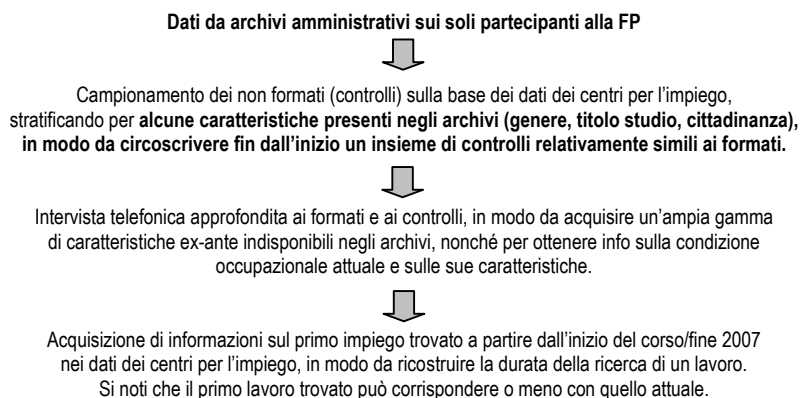 Dati da archivi amministrativi sui soli partecipanti alla FP
Campionamento dei non formati (controlli) sulla base dei dati dei centri per l'impiego,
stratificando per alcune caratteristiche presenti negli archivi (genere, titolo studio, cittadinanza),
in modo da circoscrivere fin dall'inizio un insieme di controlli relativamente simili ai formati.
Intervista telefonica approfondita ai formati e ai controlli, in modo da acquisire un'ampia gamma
di caratteristiche ex-ante indisponibili negli archivi, nonché per ottenere info sulla condizione
occupazionale attuale e sulle sue caratteristiche.
Acquisizione di informazioni sul primo impiego trovato a partire dall'inizio del corso/fine 2007
nei dati dei centri per l'impiego, in modo da ricostruire la durata della ricerca di un lavoro.
Si noti che il primo lavoro trovato può corrispondere o meno con quello attuale.